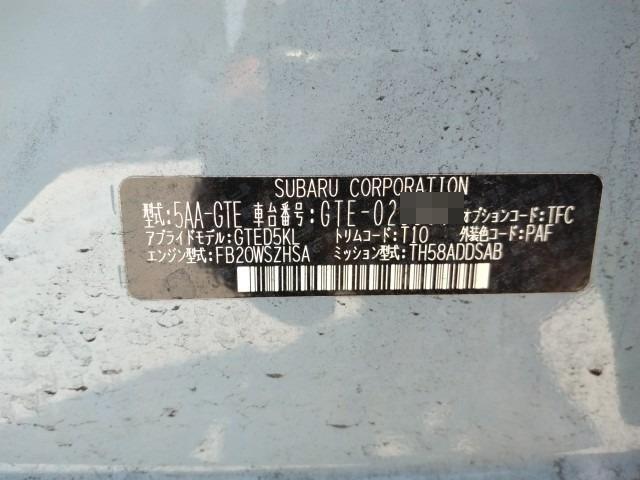 SUBARU CORPORATION
型式:5AA-GTE 車台番号:GTE-02 オプションコード:TFC
アプライドモデル:GTED5KL トリムコード:T10 外装色コード:PAF
エンジン型式:FB20WSZHSA ミッション型式:TH58ADDSAB